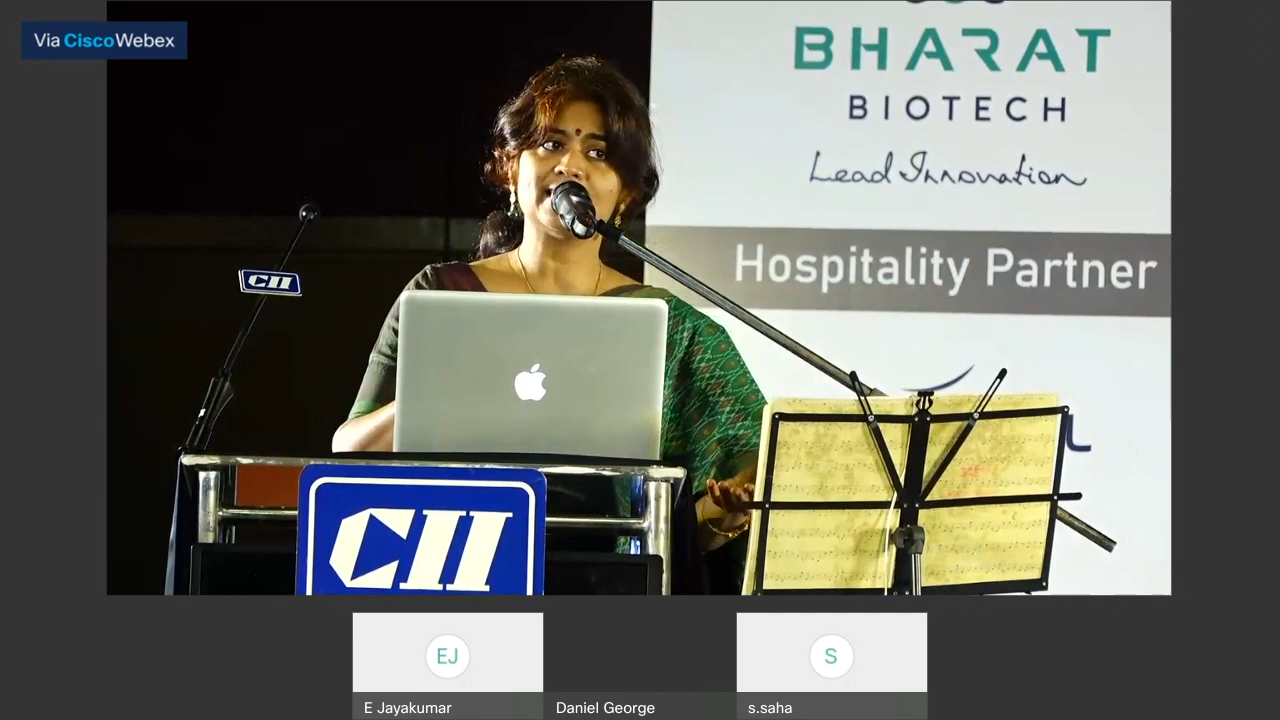 Via CiscoWebex
BHARAT
BIOTECH
Lead Innovation
Hospitality Partner
CII
L
CII
EJ
S
E Jayakumar
Daniel George
s.saha